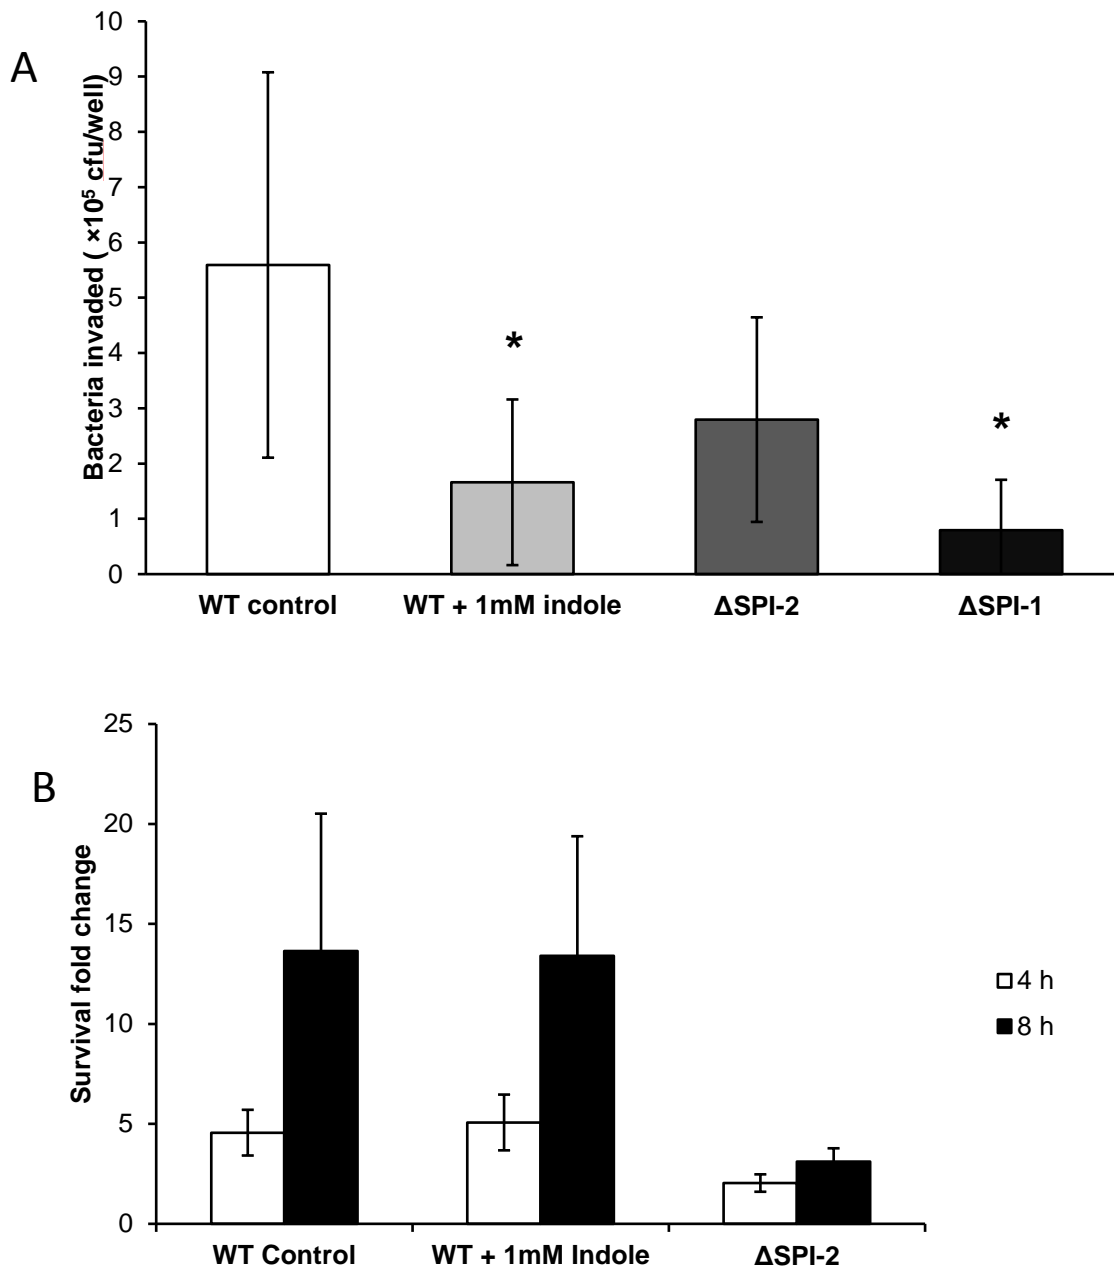 A
Bacteria invaded ( ×10⁵ cfu/well)
10
9
8
7
6
5
4
3
2
1
0
*
*
WT control
WT + 1mM indole
ΔSPI-2
ΔSPI-1
B
Survival fold change
25
20
15
10
5
0
4 h
8 h
WT Control
WT + 1mM Indole
ΔSPI-2